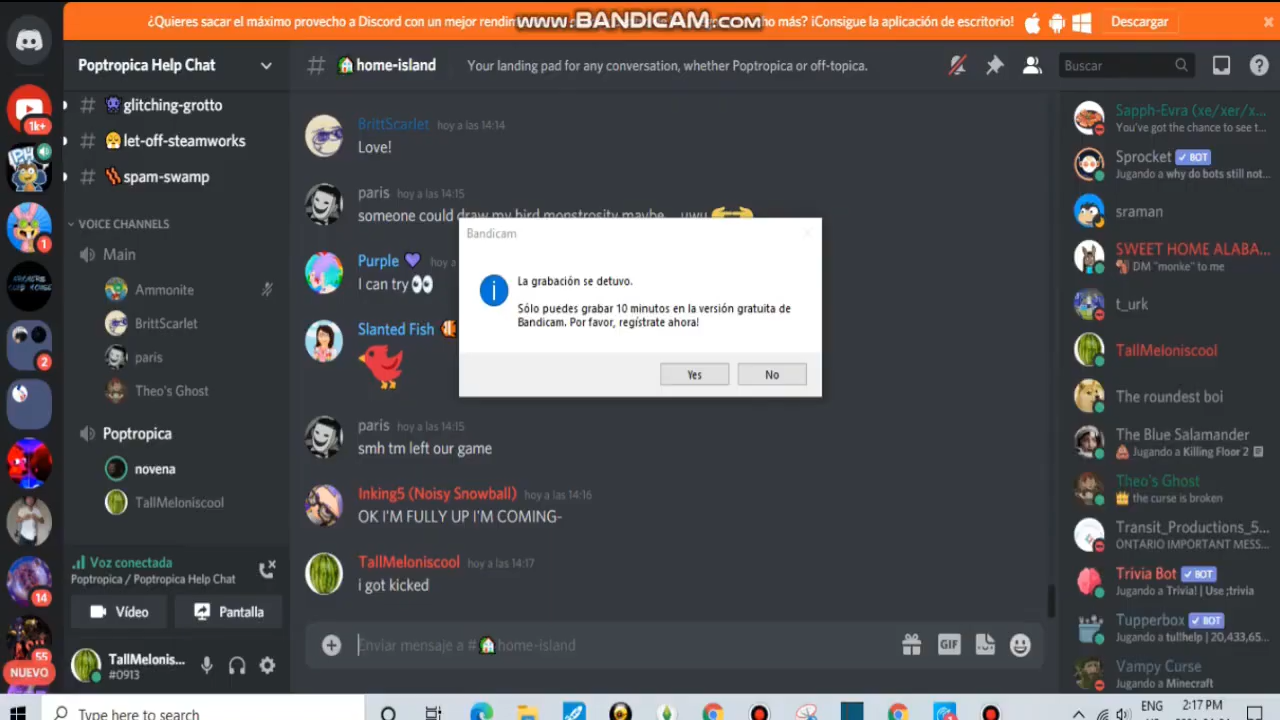 ¿Quieres sacar el máximo provecho a Discord con un mejor rendim
www.BANDICAM.com
ho más? ¡Consigue la aplicación de escritorio!
Descargar
Poptropica Help Chat
home-island
Your landing pad for any conversation, whether Poptropica or off-topica.
Buscar
1k+
1
2
14
55
NUEVO
glitching-grotto
let-off-steamworks
spam-swamp
VOICE CHANNELS
Main
Ammonite
BrittScarlet
paris
Theo's Ghost
Poptropica
novena
TallMeloniscool
Voz conectada
Poptropica / Poptropica Help Chat
Vídeo
Pantalla
TallMelonis...
#0913
BrittScarlet hoy a las 14:14
Love!
paris hoy a las 14:15
someone could draw my bird monstrosity maybe... uwu
Purple hoy a
I can try
Slanted Fish
paris hoy a las 14:15
smh tm left our game
Inking5 (Noisy Snowball) hoy a las 14:16
OK I'M FULLY UP I'M COMING-
TallMeloniscool hoy a las 14:17
i got kicked
Enviar mensaje a #home-island
GIF
Bandicam
La grabación se detuvo.
Sólo puedes grabar 10 minutos en la versión gratuita de
Bandicam. Por favor, regístrate ahora!
Yes
No
Sapph-Evra (xe/xer/x...
You've got the chance to see t...
Sprocket BOT
Jugando a why do bots still not...
sraman
SWEET HOME ALABA...
DM "monke" to me
t_urk
TallMeloniscool
The roundest boi
The Blue Salamander
Jugando a Killing Floor 2
Theo's Ghost
the curse is broken
Transit_Productions_5...
ONTARIO IMPORTANT MESS...
Trivia Bot BOT
Jugando a Trivia! | Use ;trivia
Tupperbox BOT
Jugando a tul!help | 20,433,65...
Vampy Curse
Jugando a Minecraft
Type here to search
ENG
2:17 PM